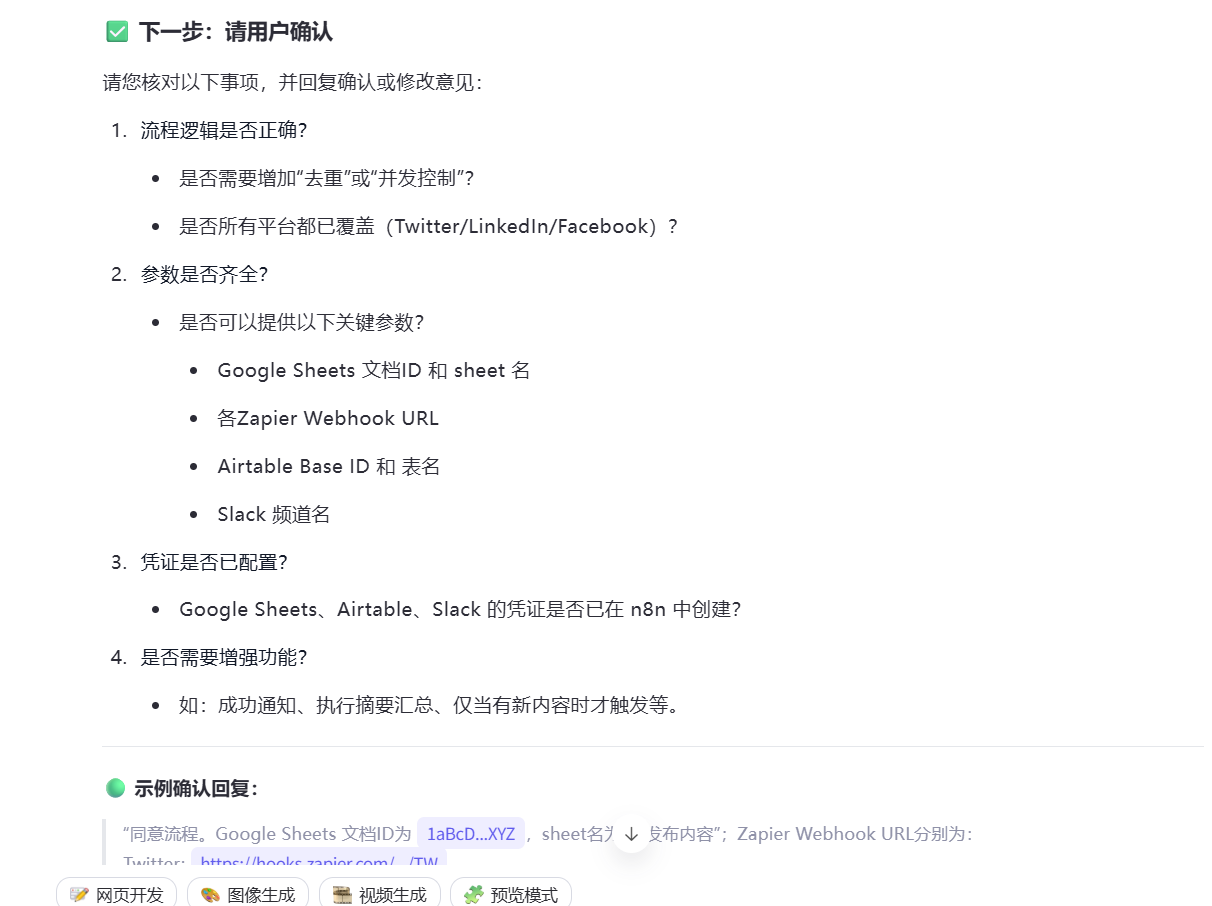 下一步：请用户确认
请您核对以下事项，并回复确认或修改意见：
1. 流程逻辑是否正确？
• 是否需要增加“去重”或“并发控制”？
• 是否所有平台都已覆盖（Twitter/LinkedIn/Facebook）？
2. 参数是否齐全？
• 是否可以提供以下关键参数？
• Google Sheets 文档ID 和 sheet 名
• 各Zapier Webhook URL
• Airtable Base ID 和 表名
• Slack 频道名
3. 凭证是否已配置？
• Google Sheets、Airtable、Slack 的凭证是否已在 n8n 中创建？
4. 是否需要增强功能？
• 如：成功通知、执行摘要汇总、仅当有新内容时才触发等。
示例确认回复：
“同意流程。Google Sheets 文档ID为 1aBcD...XYZ ，sheet名为 发布内容”；Zapier Webhook URL分别为：
Twitter: https://hooks.zapier.com/.../TW
网页开发 图像生成 视频生成 预览模式